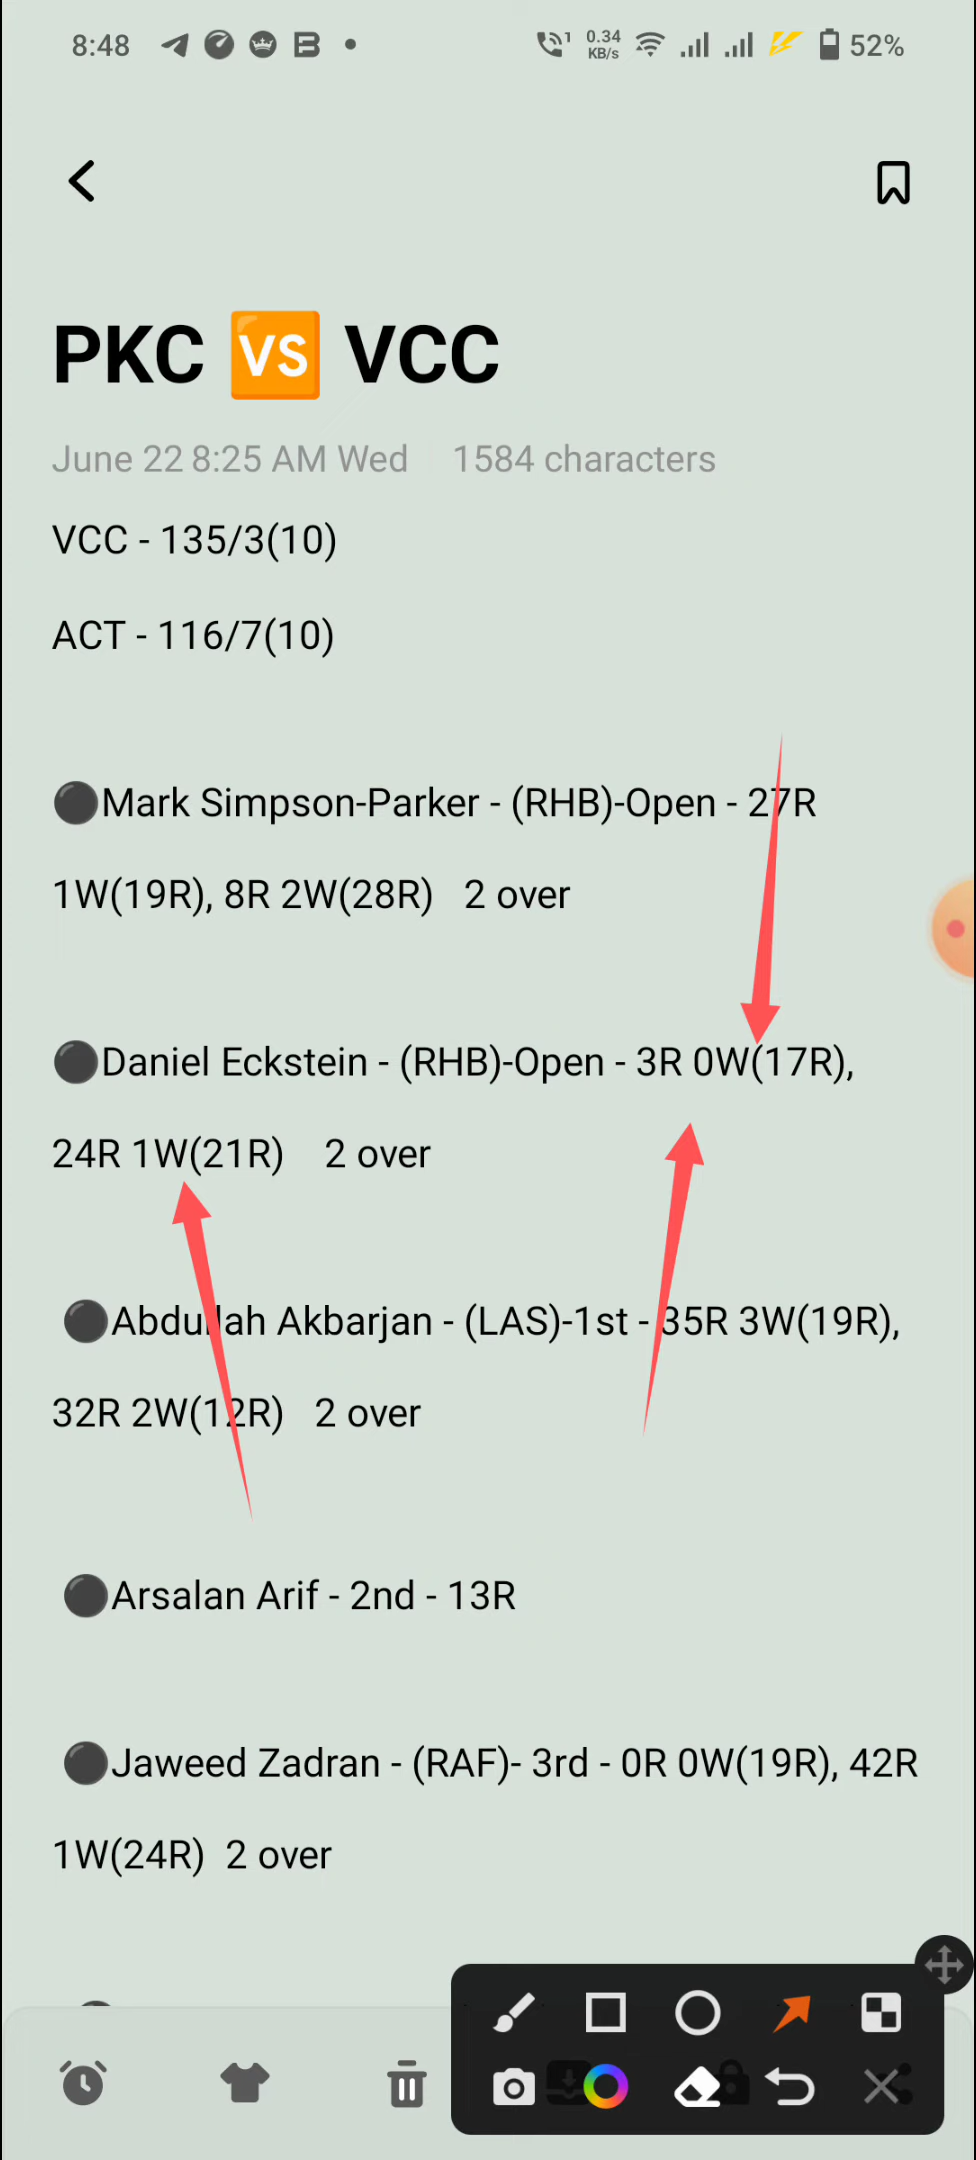 8:48 1 0.34 KB/s 52%
PKC VS VCC
June 22 8:25 AM Wed 1584 characters
VCC - 135/3(10)
ACT - 116/7(10)
Mark Simpson-Parker - (RHB)-Open - 27R
1W(19R), 8R 2W(28R) 2 over
Daniel Eckstein - (RHB)-Open - 3R 0W(17R),
24R 1W(21R) 2 over
Abdullah Akbarjan - (LAS)-1st - 35R 3W(19R),
32R 2W(12R) 2 over
Arsalan Arif - 2nd - 13R
Jaweed Zadran - (RAF)- 3rd - 0R 0W(19R), 42R
1W(24R) 2 over